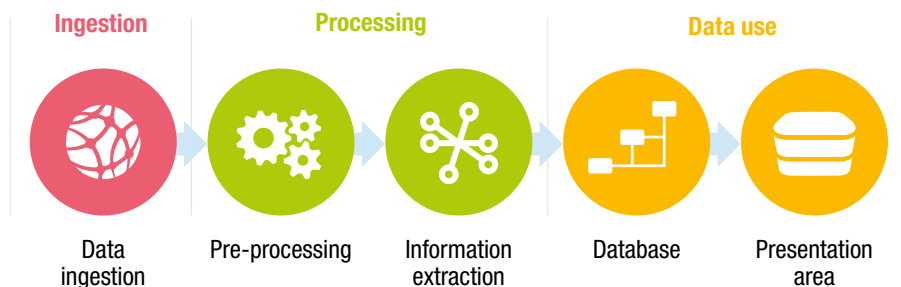 Ingestion
Processing
Data use
Data
ingestion
Pre-processing
Information
extraction
Database
Presentation
area